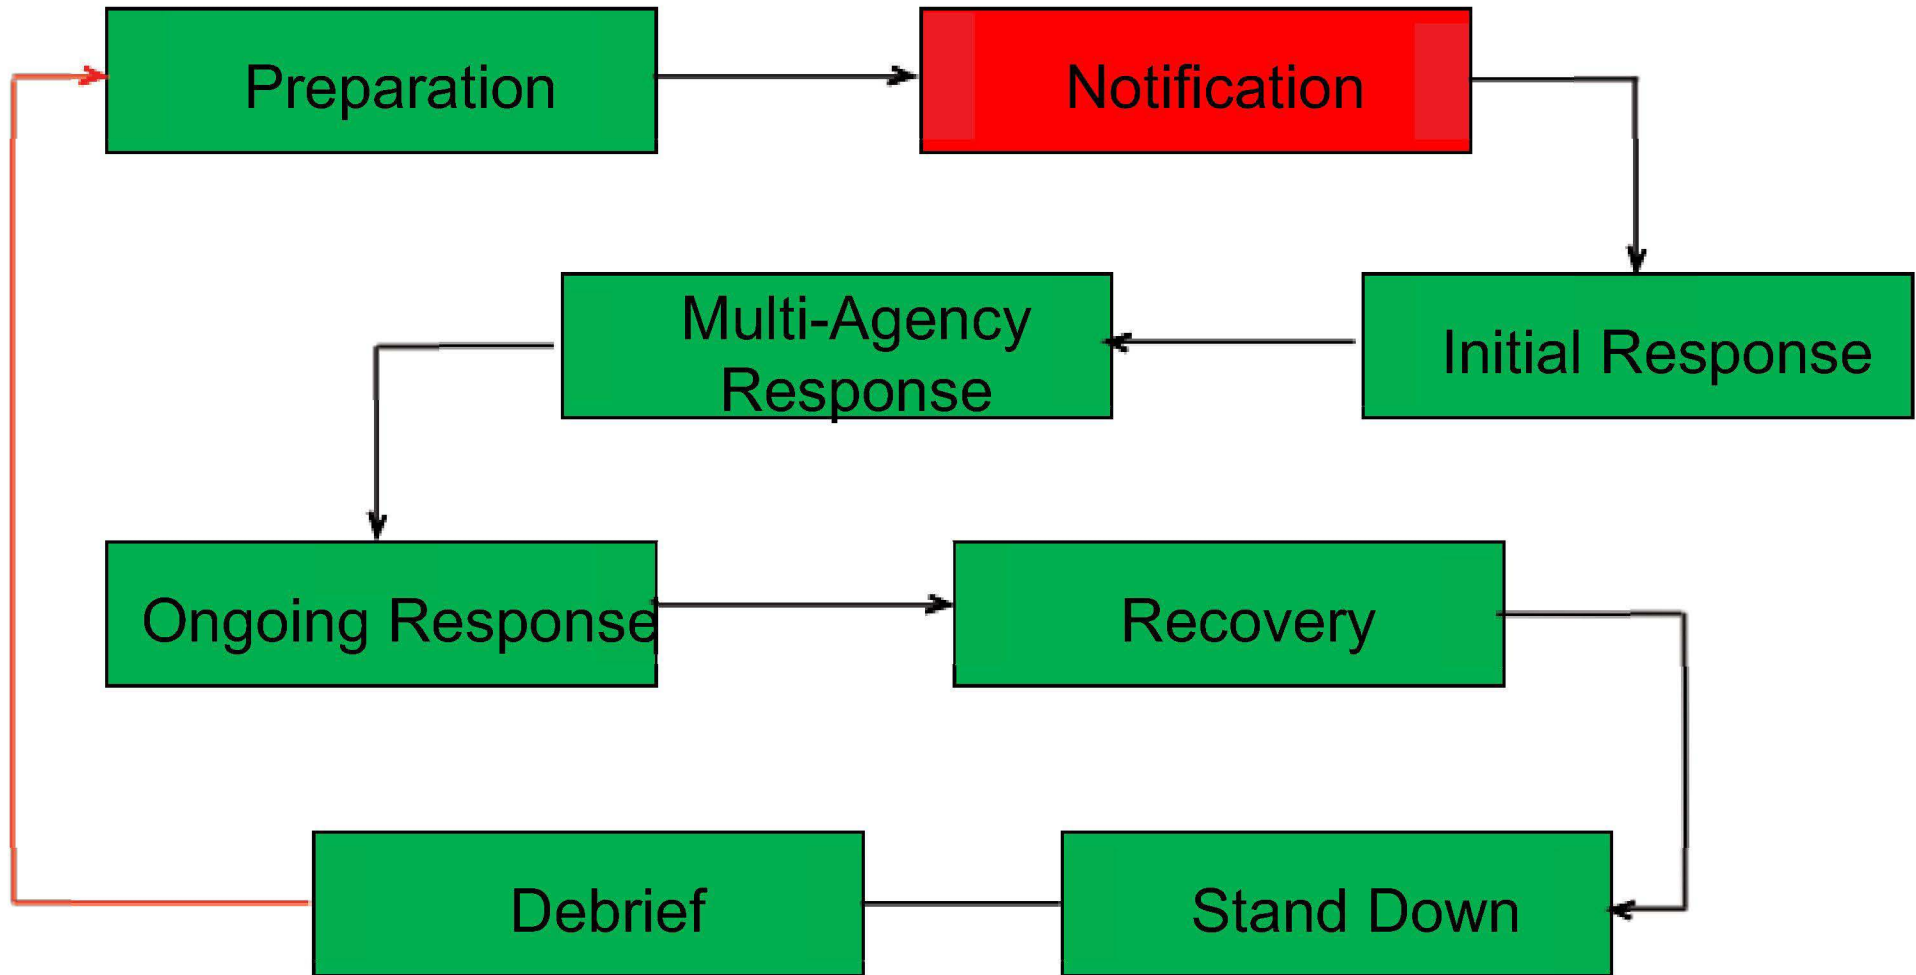 Preparation
Notification
Initial Response
Multi-Agency
Response
Ongoing Response
Recovery
Stand Down
Debrief